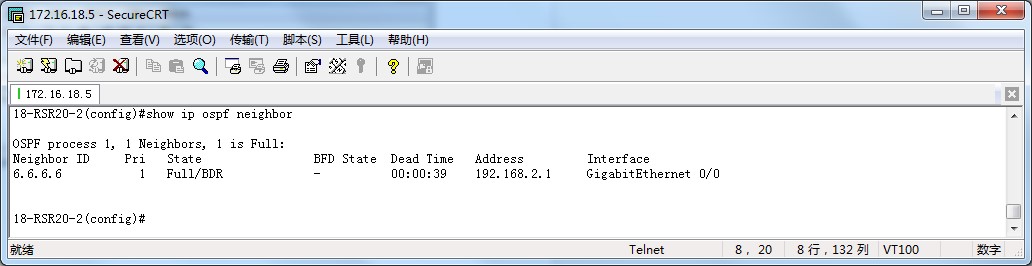 172.16.18.5 - SecureCRT
文件(F) 编辑(E) 查看(V) 选项(O) 传输(T) 脚本(S) 工具(L) 帮助(H)
172.16.18.5
18-RSR20-2(config)#show ip ospf neighbor
OSPF process 1, 1 Neighbors, 1 is Full:
Neighbor ID Pri State BFD State Dead Time Address Interface
6.6.6.6 1 Full/BDR - 00:00:39 192.168.2.1 GigabitEthernet 0/0
18-RSR20-2(config)#
就绪 Telnet 8, 20 8 行, 132 列 VT100 数字